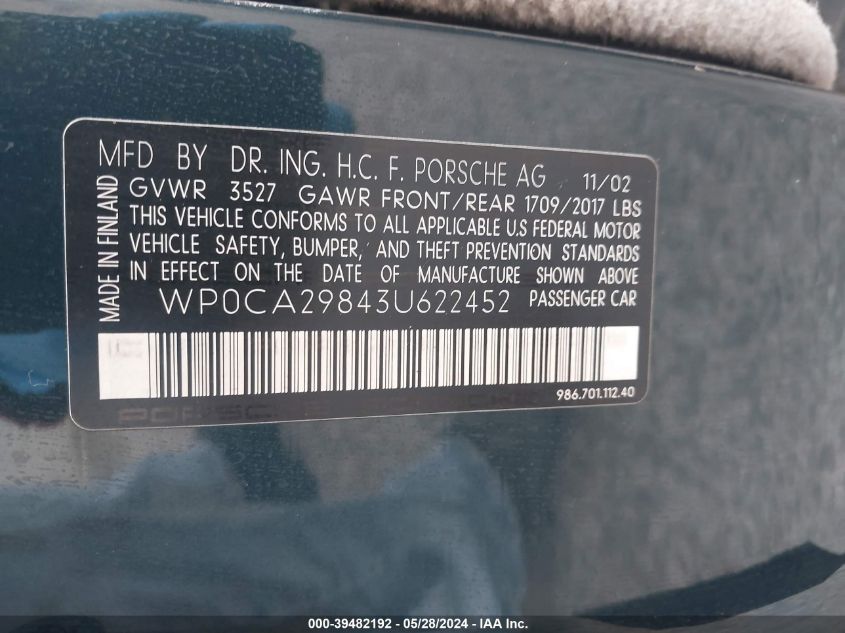 MFD BY DR. ING. H.C. F. PORSCHE AG 11/02
GVWR 3527 GAWR FRONT/REAR 1709/2017 LBS
THIS VEHICLE CONFORMS TO ALL APPLICABLE U.S FEDERAL MOTOR
VEHICLE SAFETY, BUMPER, AND THEFT PREVENTION STANDARDS
IN EFFECT ON THE DATE OF MANUFACTURE SHOWN ABOVE
WP0CA29843U622452 PASSENGER CAR
MADE IN FINLAND
986.701.112.40
000-39482192 - 05/28/2024 - IAA Inc.